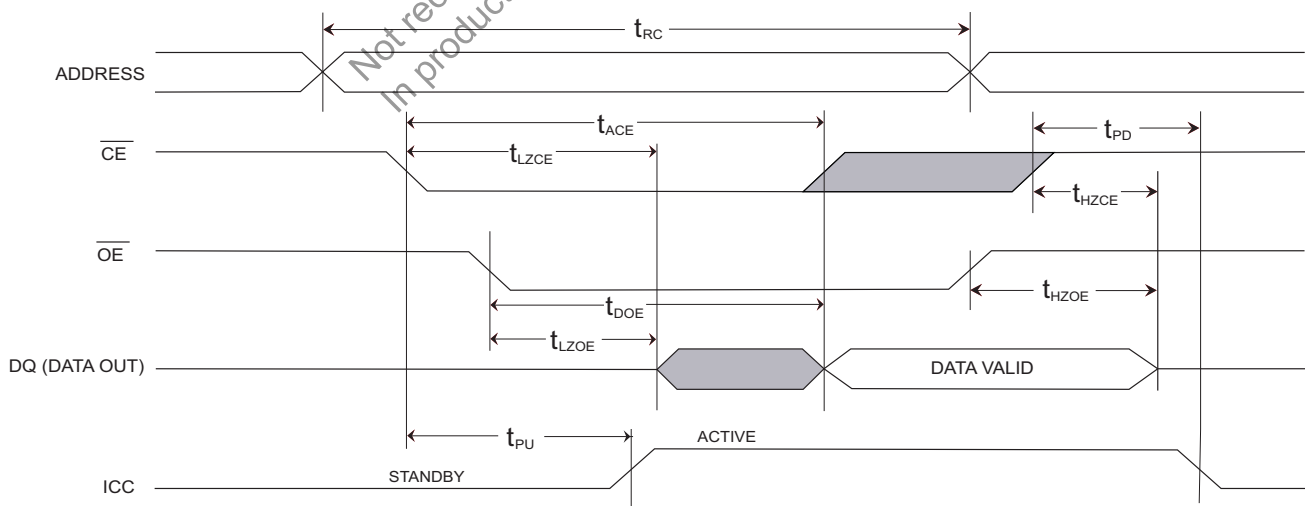 Not rec
In produc
tRC
ADDRESS
tACE
tPD
CE
tLZCE
tHZCE
OE
tHZOE
tDOE
tLZOE
DQ (DATA OUT)
DATA VALID
tPU
ACTIVE
STANDBY
ICC